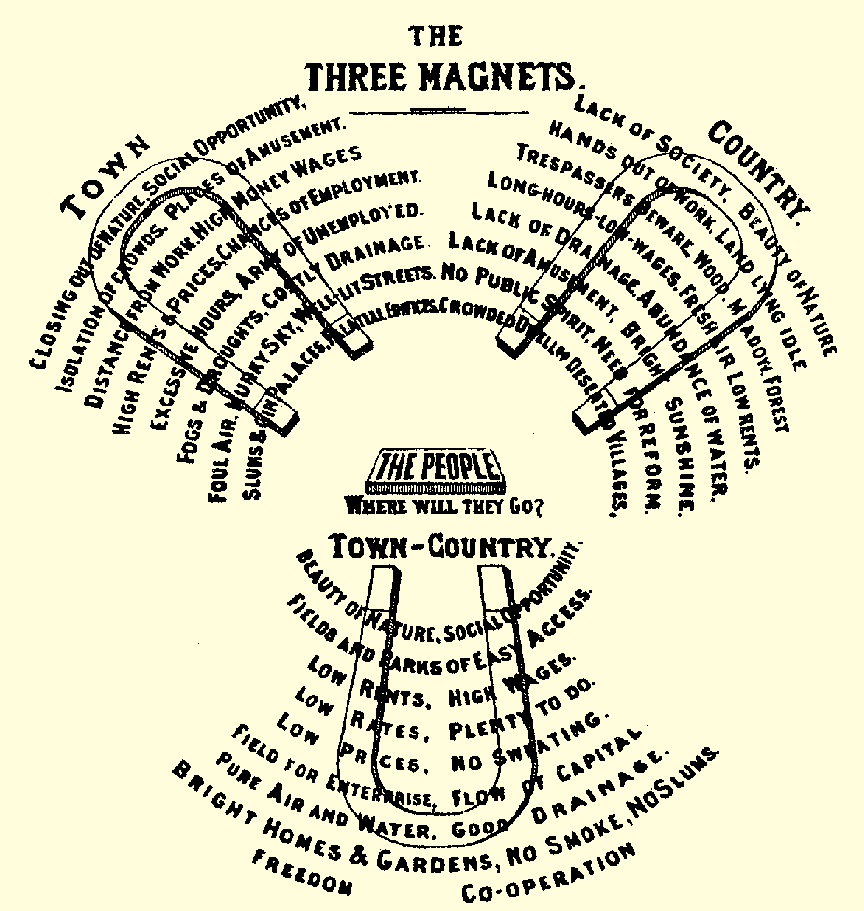 THE
THREE MAGNETS.
TOWN
CLOSING OUT OF NATURE. SOCIAL OPPORTUNITY,
ISOLATION OF CROWDS. PLACES OF AMUSEMENT.
DISTANCE FROM WORK. HIGH MONEY WAGES
HIGH RENTS & PRICES. CHANCES OF EMPLOYMENT.
EXCESSIVE HOURS, ARMY OF UNEMPLOYED.
FOGS & DROUGHTS. COSTLY DRAINAGE.
FOUL AIR. MURKY SKY, WELL-LIT STREETS.
SLUMS & GIN PALACES. PALATIAL EDIFICES.
COUNTRY.
LACK OF SOCIETY. BEAUTY OF NATURE
HANDS OUT OF WORK, LAND LYING IDLE
TRESPASSERS BEWARE. WOOD, MEADOW, FOREST
LONG-HOURS-LOW-WAGES, FRESH AIR LOW RENTS.
LACK OF DRAINAGE. ABUNDANCE OF WATER.
LACK OF AMUSEMENT, BRIGHT SUNSHINE.
NO PUBLIC SPIRIT, NEED FOR REFORM.
CROWDED DWELLINGS DESERTED VILLAGES,
THE PEOPLE
WHERE WILL THEY GO?
TOWN-COUNTRY.
BEAUTY OF NATURE, SOCIAL OPPORTUNITY.
FIELDS AND PARKS OF EASY ACCESS.
LOW RENTS, HIGH WAGES.
LOW RATES, PLENTY TO DO.
LOW PRICES, NO SWEATING.
FIELD FOR ENTERPRISE, FLOW OF CAPITAL
PURE AIR AND WATER, GOOD DRAINAGE.
BRIGHT HOMES & GARDENS, NO SMOKE, NO SLUMS.
FREEDOM CO-OPERATION